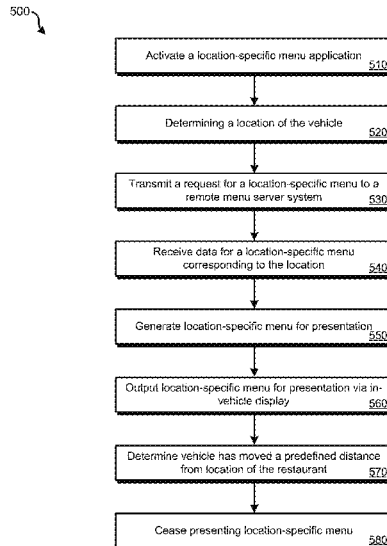 500
Activate a location-specific menu application
510
Determining a location of the vehicle
520
Transmit a request for a location-specific menu to a
remote menu server system
530
Receive data for a location-specific menu
corresponding to the location
540
Generate location-specific menu for presentation
550
Output location-specific menu for presentation via in-
vehicle display
560
Determine vehicle has moved a predefined distance
from location of the restaurant
570
Cease presenting location-specific menu
580